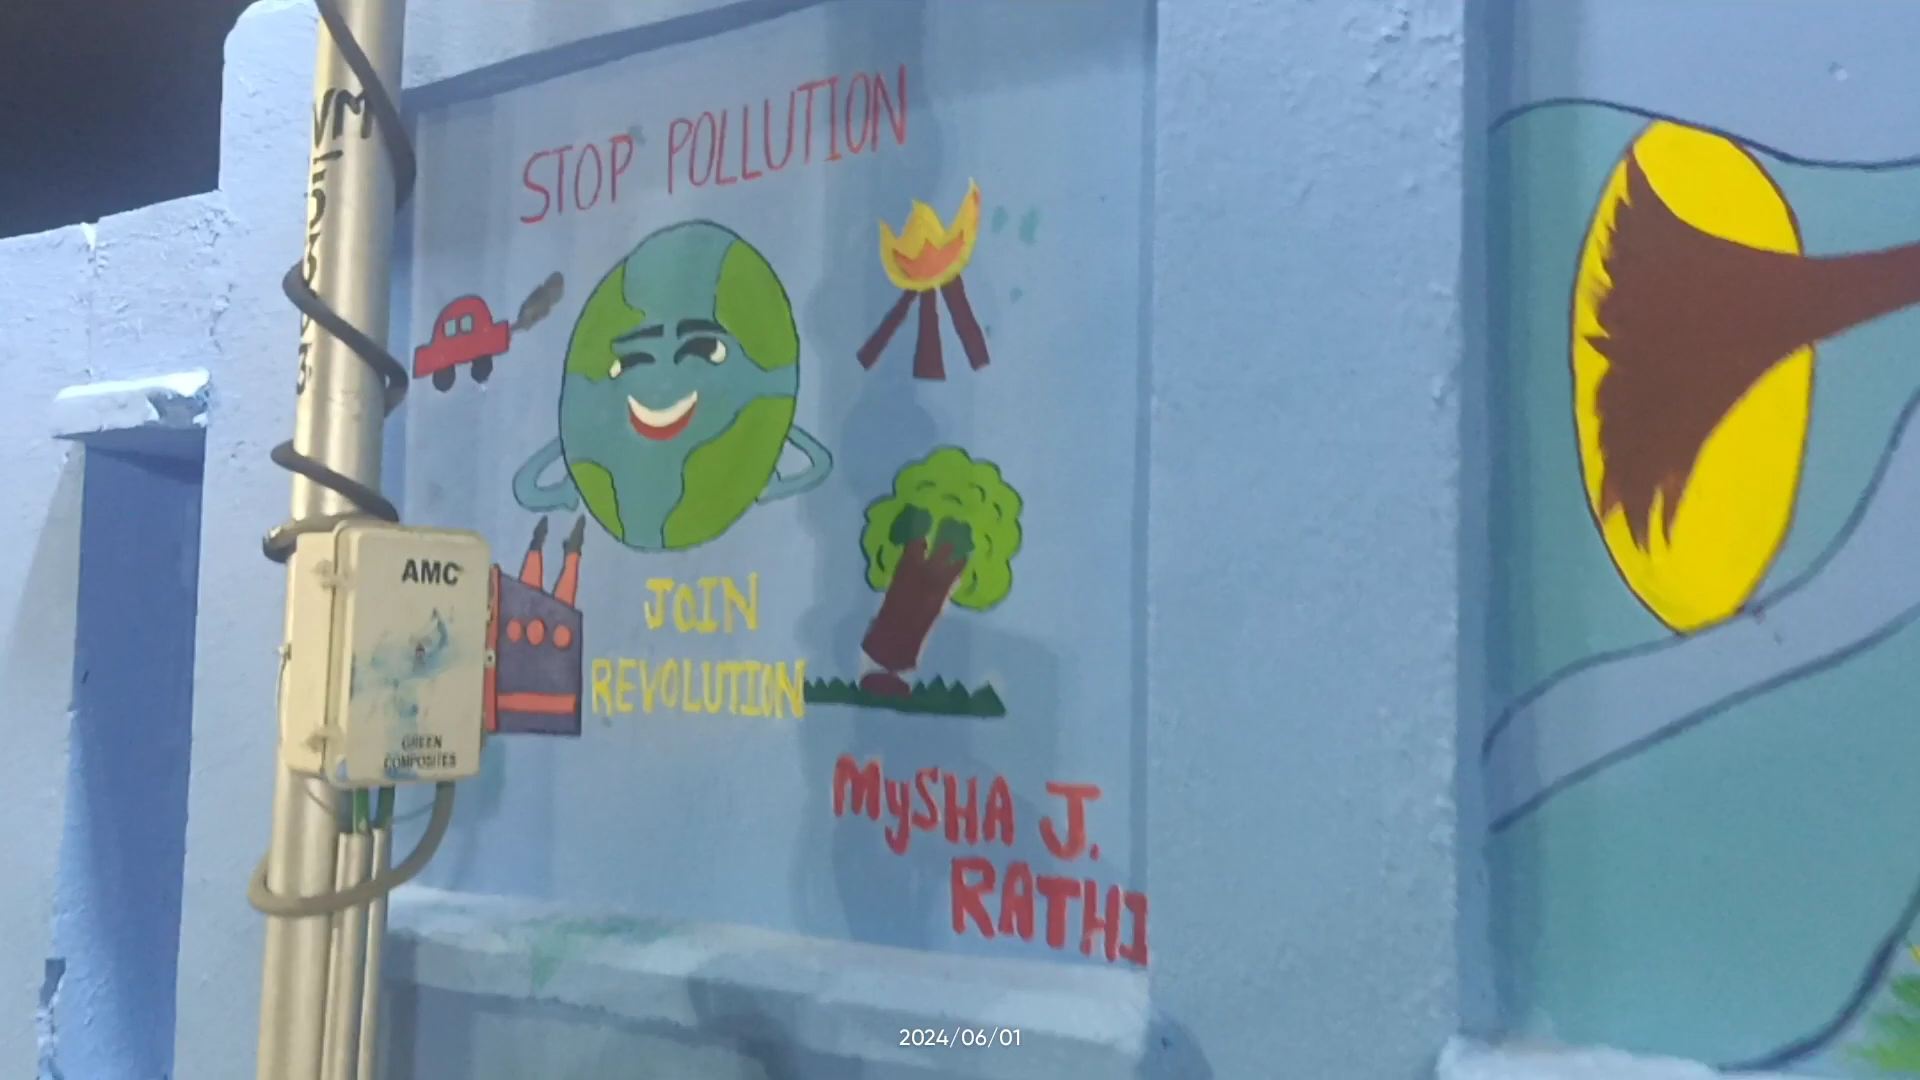 STOP POLLUTION
JOIN
REVOLUTION
MySHA J.
RATHI
AMC
GREEN
COMPOSITES
2024/06/01